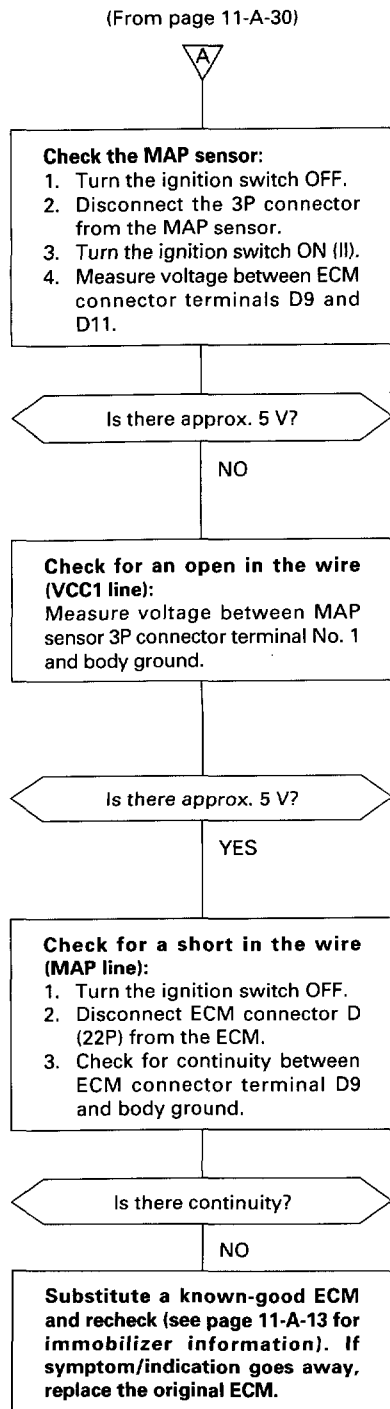 (From page 11-A-30)
A
Check the MAP sensor:
1. Turn the ignition switch OFF.
2. Disconnect the 3P connector
from the MAP sensor.
3. Turn the ignition switch ON (II).
4. Measure voltage between ECM
connector terminals D9 and
D11.
Is there approx. 5 V?
NO
Check for an open in the wire
(VCC1 line):
Measure voltage between MAP
sensor 3P connector terminal No. 1
and body ground.
Is there approx. 5 V?
YES
Check for a short in the wire
(MAP line):
1. Turn the ignition switch OFF.
2. Disconnect ECM connector D
(22P) from the ECM.
3. Check for continuity between
ECM connector terminal D9
and body ground.
Is there continuity?
NO
Substitute a known-good ECM
and recheck (see page 11-A-13 for
immobilizer information). If
symptom/indication goes away,
replace the original ECM.